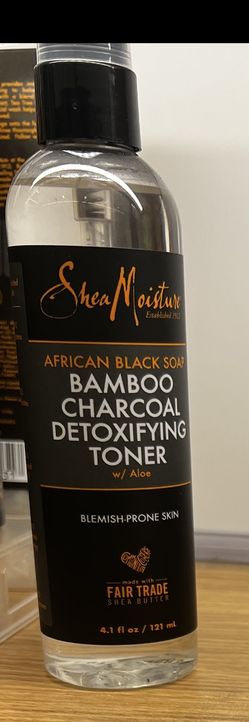 SheaMoisture
Established 1912
AFRICAN BLACK SOAP
BAMBOO
CHARCOAL
DETOXIFYING
TONER
w/ Aloe
BLEMISH-PRONE SKIN
made with
FAIR TRADE
SHEA BUTTER
4.1 fl oz / 121 mL